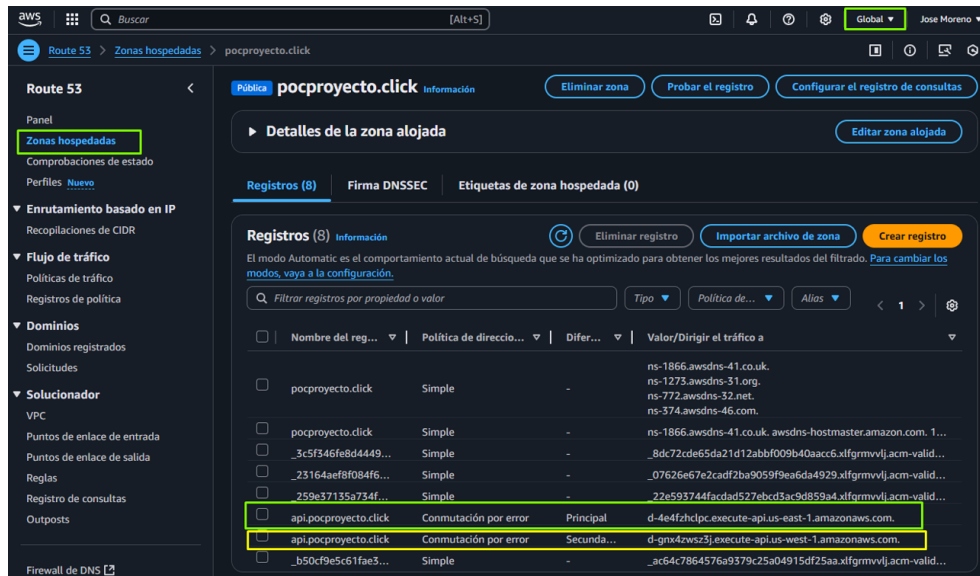 aws
Buscar [Alt+S] Global Jose Moreno
Route 53 > Zonas hospedadas > pocproyecto.click
Route 53
Panel
Zonas hospedadas
Comprobaciones de estado
Perfiles Nuevo
Enrutamiento basado en IP
Recopilaciones de CIDR
Flujo de tráfico
Políticas de tráfico
Registros de política
Dominios
Dominios registrados
Solicitudes
Solucionador
VPC
Puntos de enlace de entrada
Puntos de enlace de salida
Reglas
Registro de consultas
Outposts
Firewall de DNS
Pública pocproyecto.click Información
Eliminar zona Probar el registro Configurar el registro de consultas
Detalles de la zona alojada Editar zona alojada
Registros (8) Firma DNSSEC Etiquetas de zona hospedada (0)
Registros (8) Información Eliminar registro Importar archivo de zona Crear registro
El modo Automatic es el comportamiento actual de búsqueda que se ha optimizado para obtener los mejores resultados del filtrado. Para cambiar los
modos, vaya a la configuración.
Filtrar registros por propiedad o valor Tipo Política de... Alias < 1 >
Nombre del reg... Política de direccio... Difer... Valor/Dirigir el tráfico a
ns-1866.awsdns-41.co.uk.
ns-1273.awsdns-31.org.
pocproyecto.click Simple - ns-772.awsdns-32.net.
ns-374.awsdns-46.com.
pocproyecto.click Simple - ns-1866.awsdns-41.co.uk. awsdns-hostmaster.amazon.com. 1...
_3c5f346fe8d4449... Simple - _8dc72cde65da21d12abbf009b40aacc6.xlfgrmvvlj.acm-valid...
_23164aef8f084f6... Simple - _07626e67e2cadf2ba9059f9ea6da4929.xlfgrmvvlj.acm-valid...
_259e37135a734f... Simple - _22e593744facdad527ebcd3ac9d859a4.xlfgrmvvlj.acm-valid...
api.pocproyecto.click Conmutación por error Principal d-4e4fzhclpc.execute-api.us-east-1.amazonaws.com.
api.pocproyecto.click Conmutación por error Secunda... d-gnx4zwsz3j.execute-api.us-west-1.amazonaws.com.
_b50cf9e5c61fae3... Simple - _ac64c7864576a9379c25a04915df25aa.xlfgrmvvlj.acm-valid...